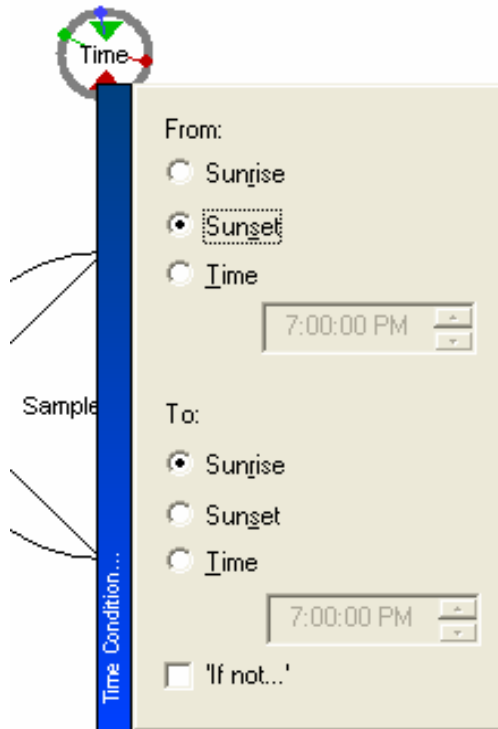 Time
From:
Sunrise
Sunset
Time
7:00:00 PM
Sample
To:
Sunrise
Sunset
Time
7:00:00 PM
'If not...'
Time Condition...